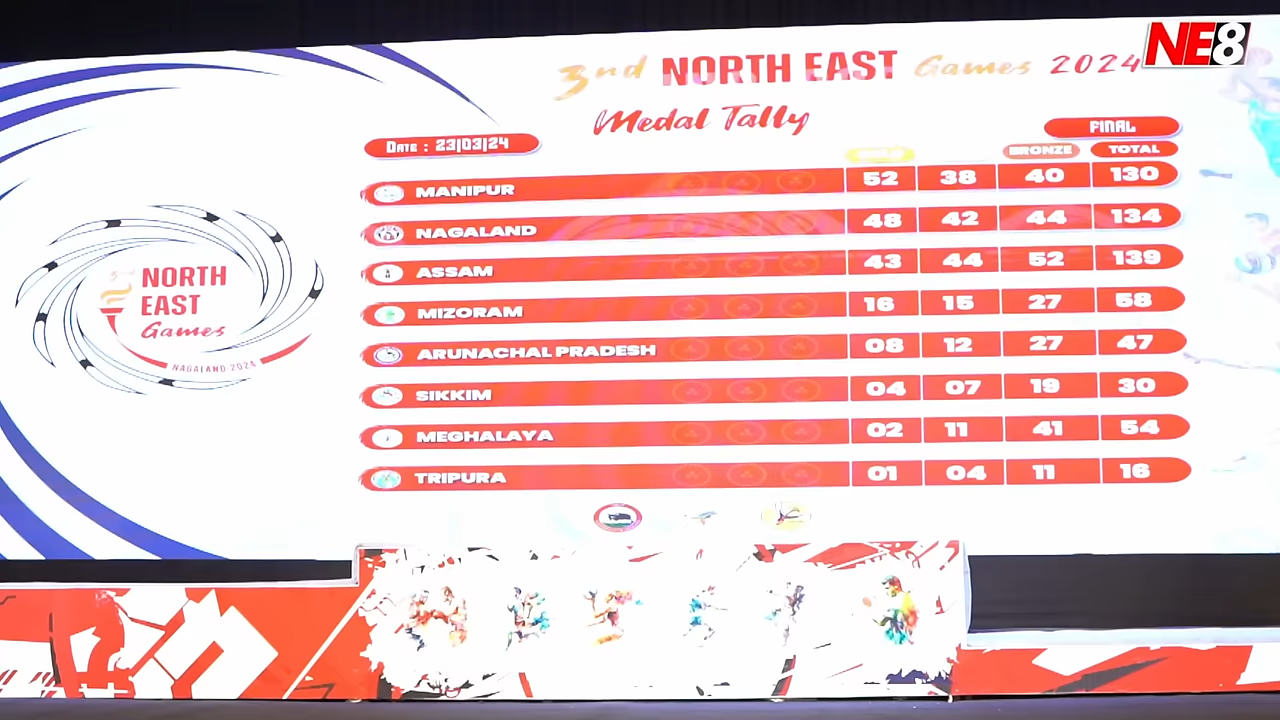 NE8
3nd NORTH EAST Games 2024
Medal Tally
DATE : 23|03|24
FINAL
BRONZE TOTAL
MANIPUR 52 38 40 130
NAGALAND 48 42 44 134
ASSAM 43 44 52 139
MIZORAM 16 15 27 58
ARUNACHAL PRADESH 08 12 27 47
SIKKIM 04 07 19 30
MEGHALAYA 02 11 41 54
TRIPURA 01 04 11 16
3rd NORTH
EAST
Games
NAGALAND 2024